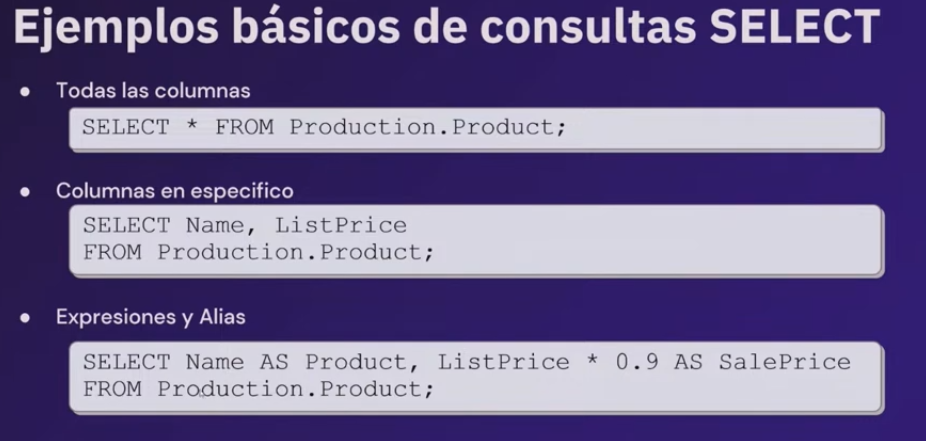 Ejemplos básicos de consultas SELECT
● Todas las columnas
SELECT * FROM Production.Product;
● Columnas en especifico
SELECT Name, ListPrice
FROM Production.Product;
● Expresiones y Alias
SELECT Name AS Product, ListPrice * 0.9 AS SalePrice
FROM Production.Product;